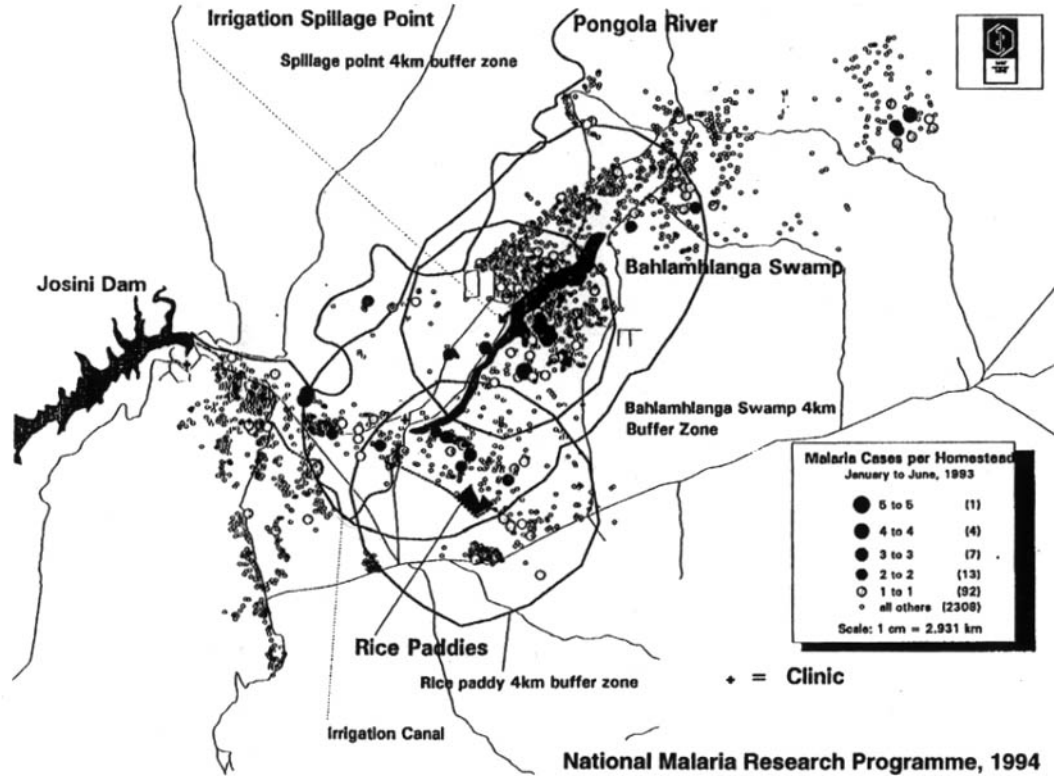 Irrigation Spillage Point
Spillage point 4km buffer zone
Pongola River
Josini Dam
Bahlamhlanga Swamp
Bahlamhlanga Swamp 4km
Buffer Zone
Malaria Cases per Homestead
January to June, 1993
5 to 5 (1)
4 to 4 (4)
3 to 3 (7)
2 to 2 (13)
1 to 1 (92)
all others (2308)
Scale: 1 cm = 2.931 km
Rice Paddies
Rice paddy 4km buffer zone
+ = Clinic
Irrigation Canal
National Malaria Research Programme, 1994